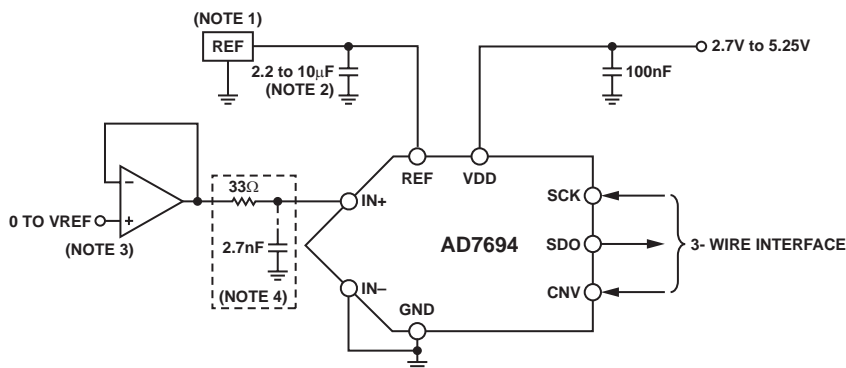 (NOTE 1)
REF
2.2 to 10μF
(NOTE 2)
100nF
2.7V to 5.25V
REF
VDD
33Ω
IN+
SCK
0 TO VREF
–
+
(NOTE 3)
2.7nF
(NOTE 4)
AD7694
SDO
3- WIRE INTERFACE
IN–
GND
CNV